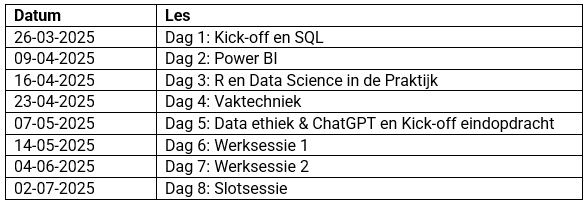 Datum Les
26-03-2025 Dag 1: Kick-off en SQL
09-04-2025 Dag 2: Power BI
16-04-2025 Dag 3: R en Data Science in de Praktijk
23-04-2025 Dag 4: Vaktechniek
07-05-2025 Dag 5: Data ethiek & ChatGPT en Kick-off eindopdracht
14-05-2025 Dag 6: Werksessie 1
04-06-2025 Dag 7: Werksessie 2
02-07-2025 Dag 8: Slotsessie